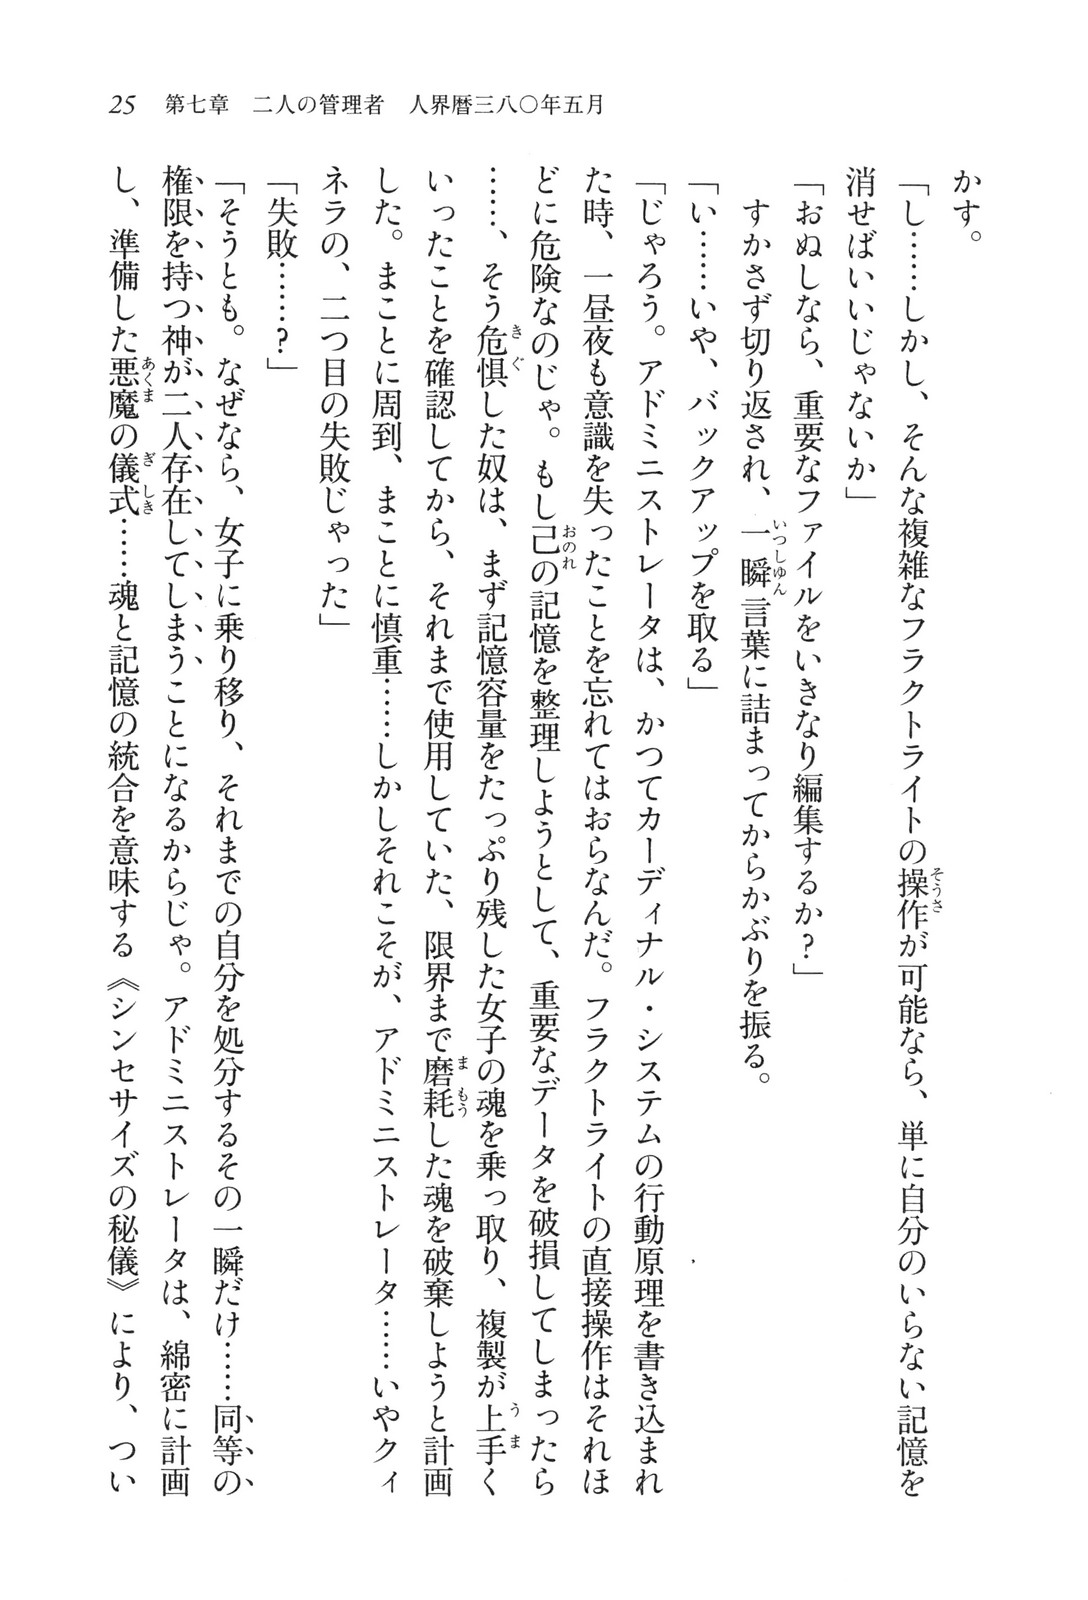 25　第七章　二人の管理者　人界暦三八〇年五月
かす。
「し……しかし、そんな複雑なフラクトライトの操作が可能なら、単に自分のいらない記憶を
消せばいいじゃないか」
「おぬしなら、重要なファイルをいきなり編集するか？」
　すかさず切り返され、一瞬言葉に詰まってからかぶりを振る。
「い……いや、バックアップを取る」
「じゃろう。アドミニストレータは、かつてカーディナル・システムの行動原理を書き込まれ
た時、一昼夜も意識を失ったことを忘れてはおらなんだ。フラクトライトの直接操作はそれほ
どに危険なのじゃ。もし己の記憶を整理しようとして、重要なデータを破損してしまったら
……、そう危惧した奴は、まず記憶容量をたっぷり残した女子の魂を乗っ取り、複製が上手く
いったことを確認してから、それまで使用していた、限界まで磨耗した魂を破棄しようと計画
した。まことに周到、まことに慎重……しかしそれこそが、アドミニストレータ……いやクィ
ネラの、二つ目の失敗じゃった」
「失敗……？」
「そうとも。なぜなら、女子に乗り移り、それまでの自分を処分するその一瞬だけ……同等の
権限を持つ神が二人存在してしまうことになるからじゃ。アドミニストレータは、綿密に計画
し、準備した悪魔の儀式……魂と記憶の統合を意味する《シンセサイズの秘儀》により、つい